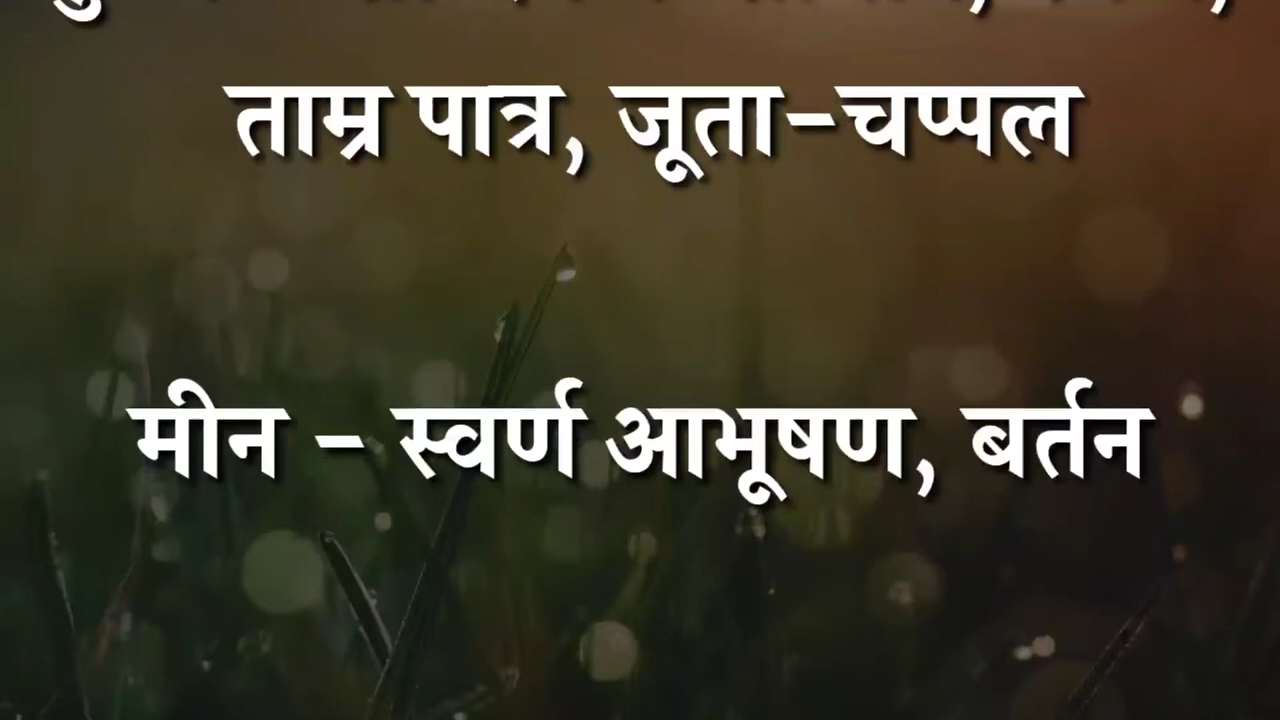 ताम्र पात्र, जूता-चप्पल
मीन - स्वर्ण आभूषण, बर्तन